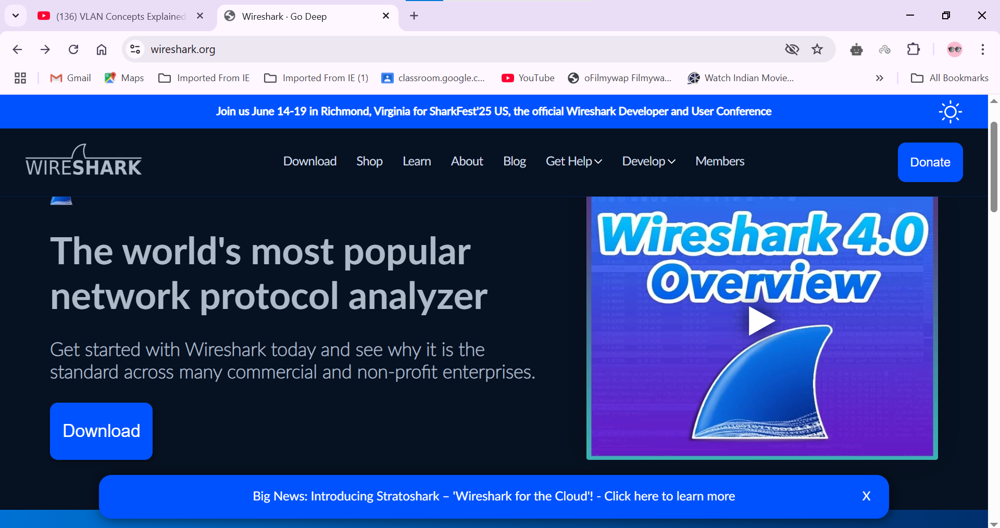 (136) VLAN Concepts Explained
Wireshark · Go Deep
wireshark.org
Gmail
Maps
Imported From IE
Imported From IE (1)
classroom.google.c...
YouTube
oFilmywap Filmywa...
Watch Indian Movie...
All Bookmarks
Join us June 14-19 in Richmond, Virginia for SharkFest'25 US, the official Wireshark Developer and User Conference
WIRESHARK
Download
Shop
Learn
About
Blog
Get Help
Develop
Members
Donate
The world's most popular
network protocol analyzer
Get started with Wireshark today and see why it is the
standard across many commercial and non-profit enterprises.
Download
Wireshark 4.0
Overview
Big News: Introducing Stratoshark – 'Wireshark for the Cloud'! - Click here to learn more
X